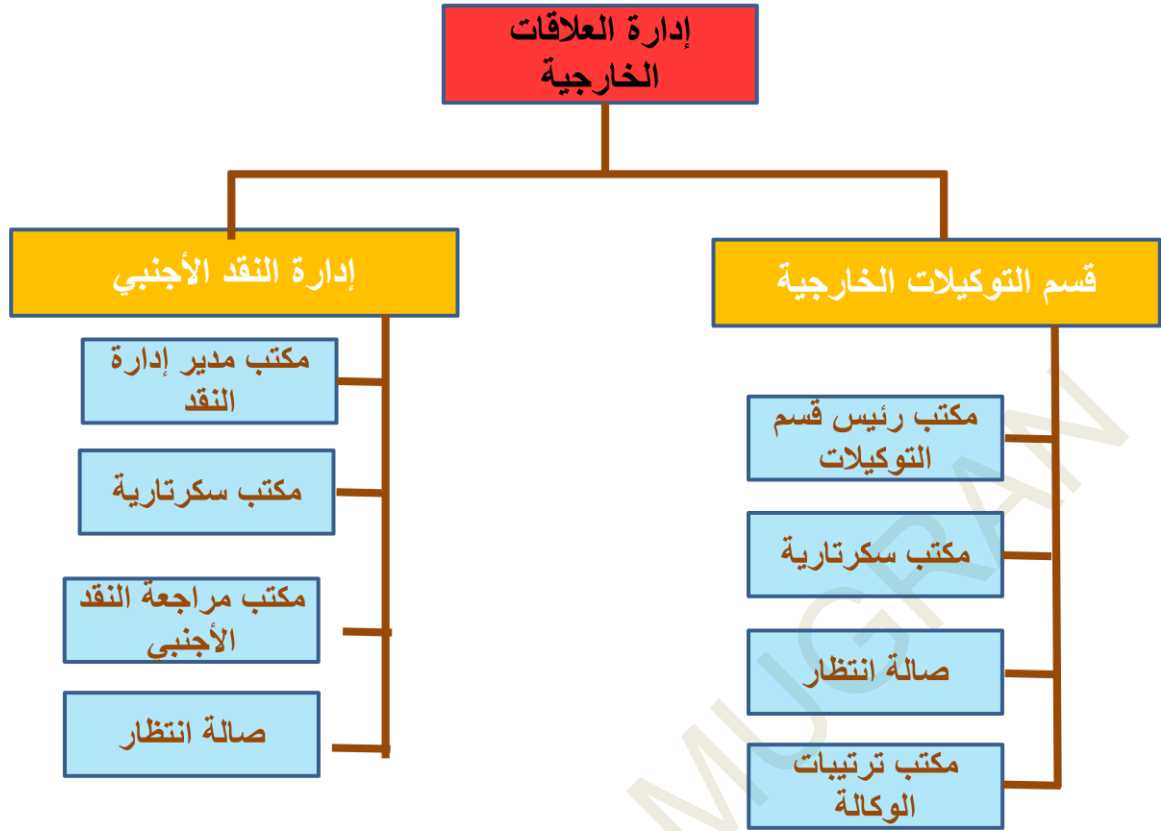 إدارة العلاقات
الخارجية
قسم التوكيلات الخارجية
مكتب رئيس قسم
التوكيلات
مكتب سكرتارية
صالة انتظار
مكتب ترتيبات
الوكالة
إدارة النقد الأجنبي
مكتب مدير إدارة
النقد
مكتب سكرتارية
مكتب مراجعة النقد
الأجنبي
صالة انتظار
MUGRAN